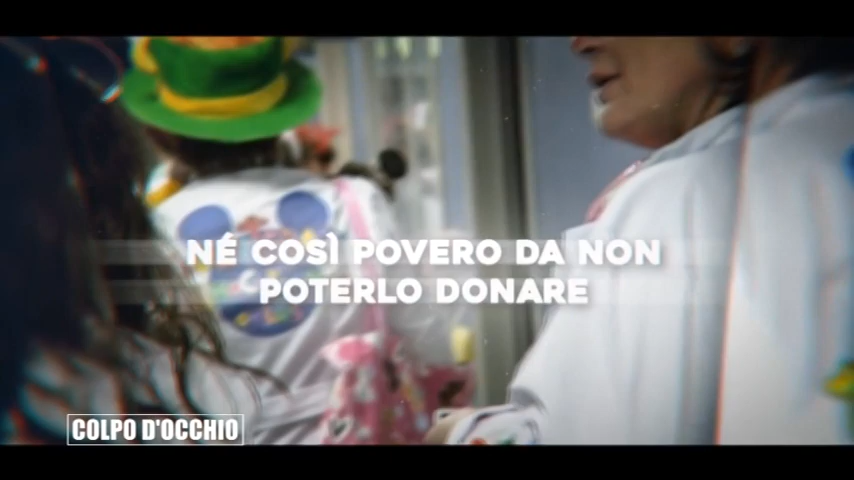 NÉ COSÌ POVERO DA NON
POTERLO DONARE
COLPO D'OCCHIO